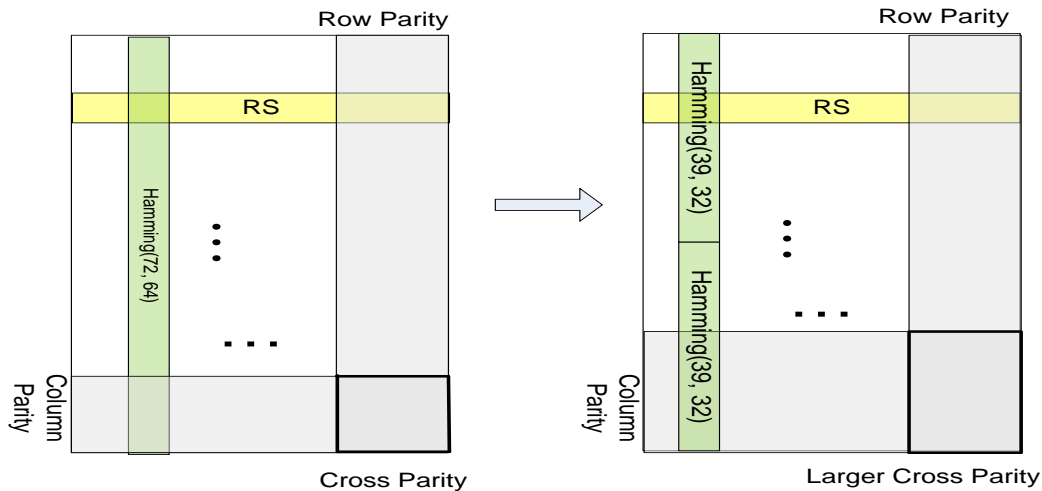 Row Parity
RS
Hamming(72, 64)
Column
Parity
Cross Parity
Row Parity
RS
Hamming(39, 32)
Hamming(39, 32)
Column
Parity
Larger Cross Parity